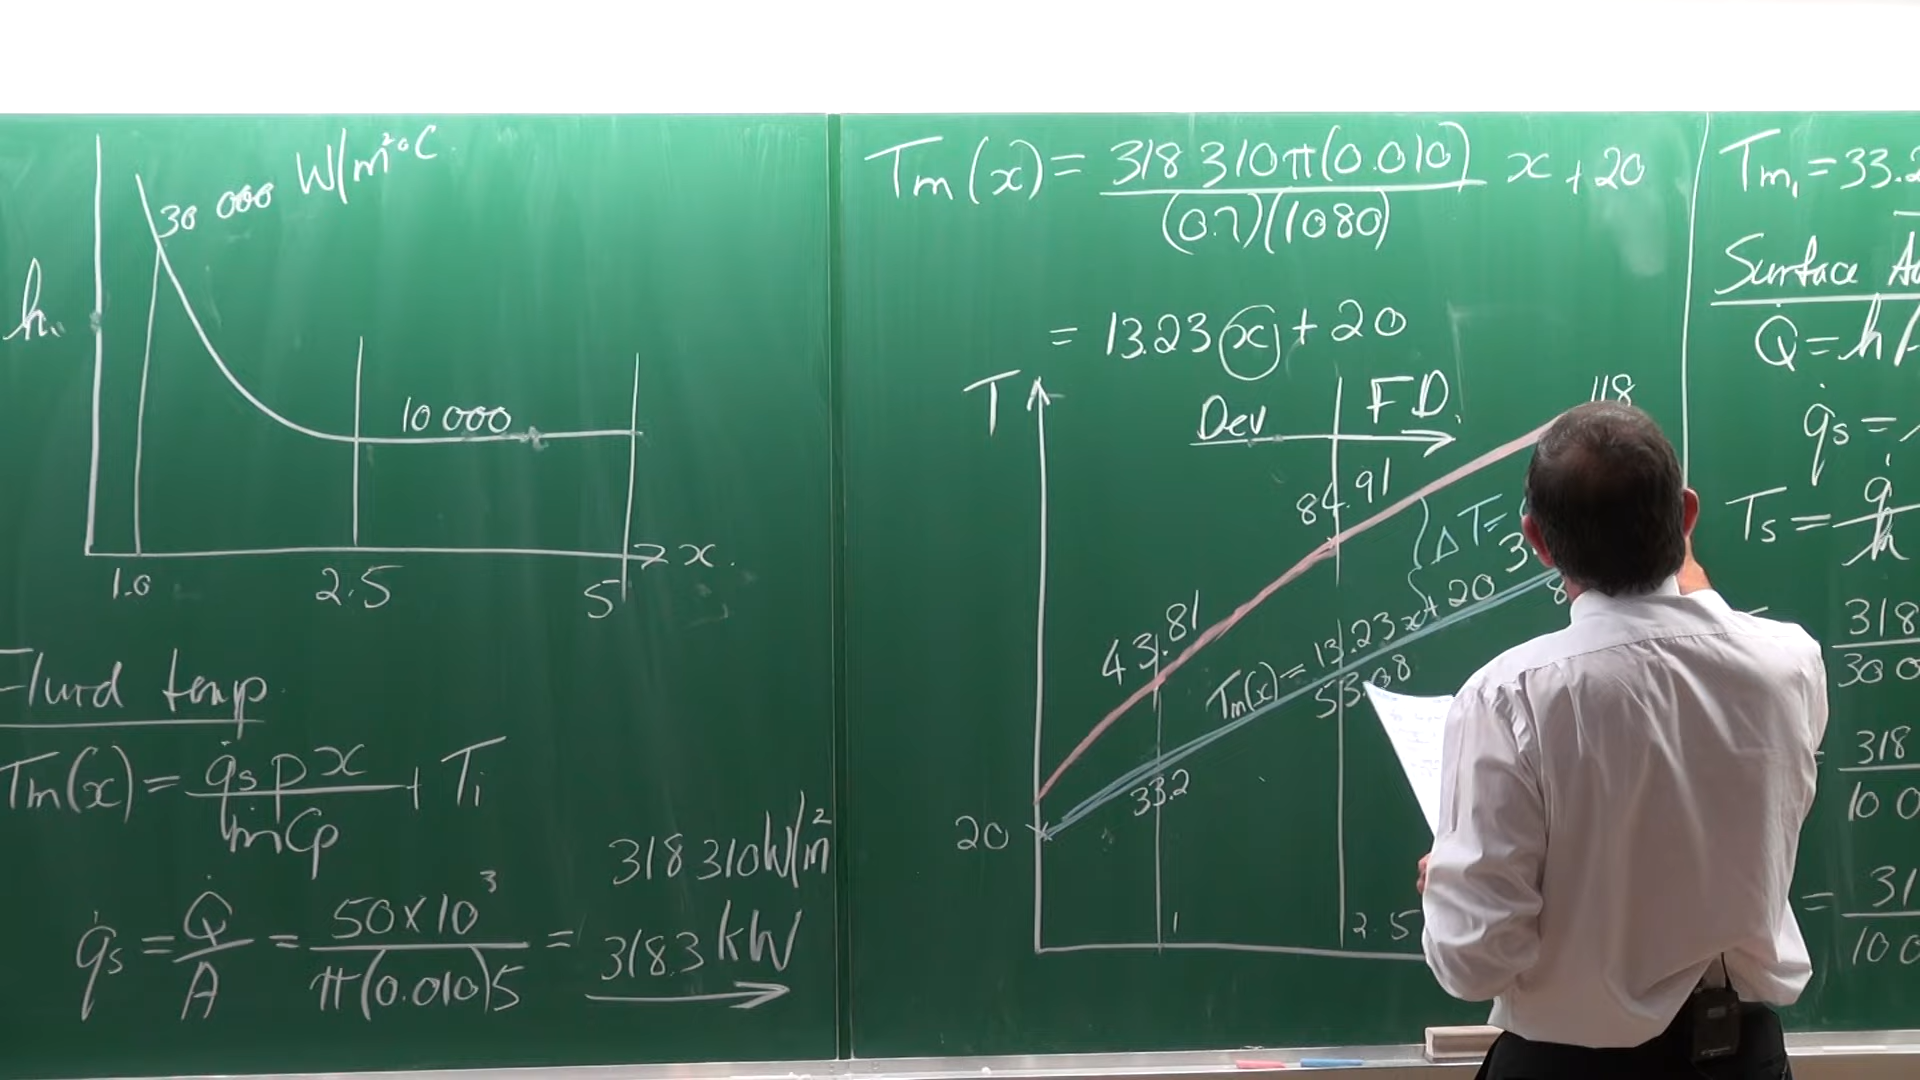 30 000 W/m²°C
h.
10 000
1.0
2.5
5
x.
Fluid temp.
Tm(x) = q̇s p x / ṁCp + Ti
318 310 W/m²
q̇s = Q̇ / A = 50×10³ / π(0.010)5 = 318.3 kW
Tm(x) = 318 310π(0.010) / (0.7)(1080) x + 20
= 13.23 x + 20
T
Dev
FD.
118
84.91
ΔT=
43.81
Tm(x) = 13.23 x + 20
53.08
33.2
20
1
2.5
Tm₁ = 33.2
Surface
Q̇ = h
q̇s =
Ts = q̇ / h
318
30 0
318
10 0
= 31
10 0